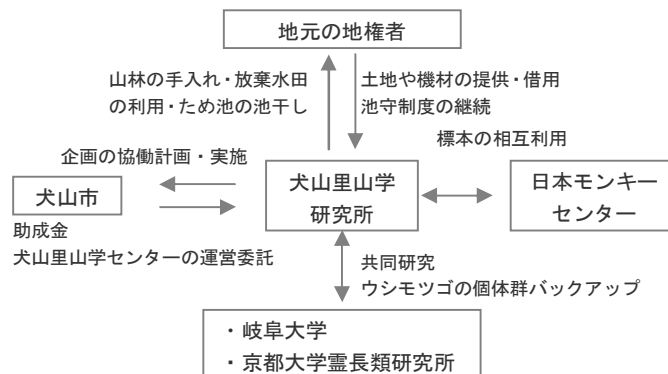 地元の地権者
山林の手入れ・放棄水田
の利用・ため池の池干し
土地や機材の提供・借用
池守制度の継続
標本の相互利用
企画の協働計画・実施
犬山市
犬山里山学
研究所
日本モンキー
センター
助成金
犬山里山学センターの運営委託
共同研究
ウシモツゴの個体群バックアップ
・岐阜大学
・京都大学霊長類研究所